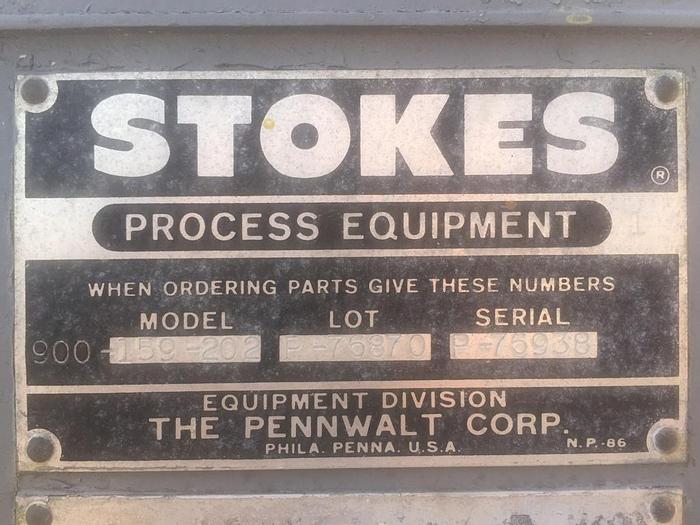 STOKES
®
PROCESS EQUIPMENT
WHEN ORDERING PARTS GIVE THESE NUMBERS
MODEL LOT SERIAL
900-159-202 P-76870 P-76938
EQUIPMENT DIVISION
THE PENNWALT CORP.
PHILA. PENNA. U.S.A. N.P.-86